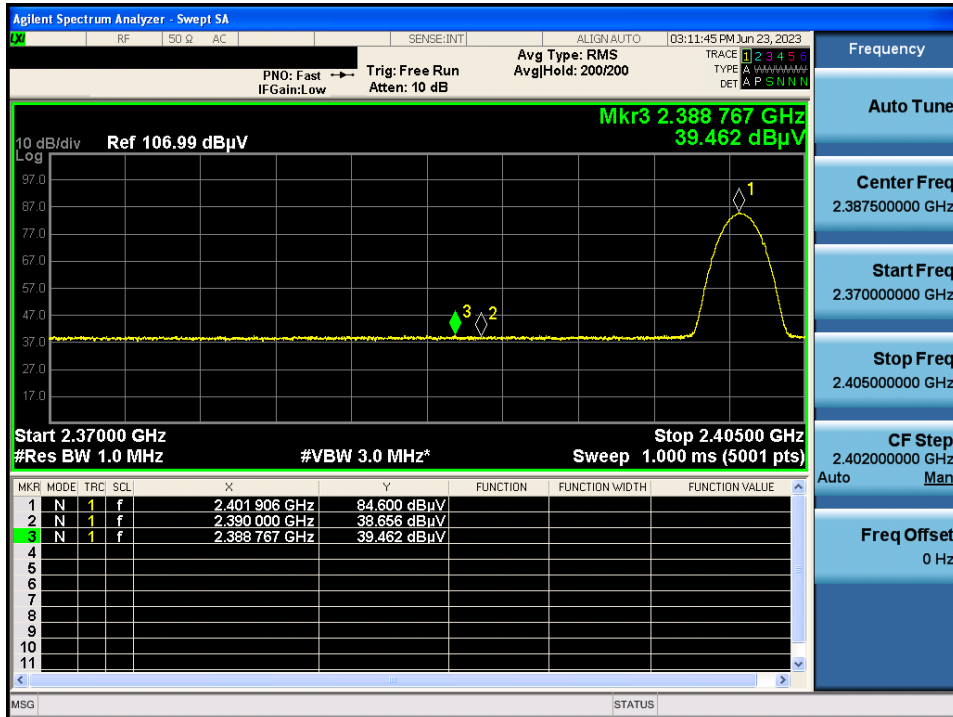 Agilent Spectrum Analyzer - Swept SA
LXI RF 50 Ω AC SENSE:INT ALIGN AUTO 03:11:45 PM Jun 23, 2023
Frequency
PNO: Fast
IFGain:Low
Trig: Free Run
Atten: 10 dB
Avg Type: RMS
Avg|Hold: 200/200
TRACE 1 2 3 4 5 6
TYPE A WWWWW
DET A P S N N N
Auto Tune
Mkr3 2.388 767 GHz
39.462 dBµV
10 dB/div Ref 106.99 dBµV
Log
97.0
87.0
77.0
67.0
57.0
47.0
37.0
27.0
17.0
1
3
2
Center Freq
2.387500000 GHz
Start Freq
2.370000000 GHz
Stop Freq
2.405000000 GHz
Start 2.37000 GHz Stop 2.40500 GHz
#Res BW 1.0 MHz #VBW 3.0 MHz* Sweep 1.000 ms (5001 pts)
CF Step
2.402000000 GHz
Auto Man
Freq Offset
0 Hz
MKR MODE TRC SCL X Y FUNCTION FUNCTION WIDTH FUNCTION VALUE
1 N 1 f 2.401 906 GHz 84.600 dBµV
2 N 1 f 2.390 000 GHz 38.656 dBµV
3 N 1 f 2.388 767 GHz 39.462 dBµV
4
5
6
7
8
9
10
11
MSG STATUS